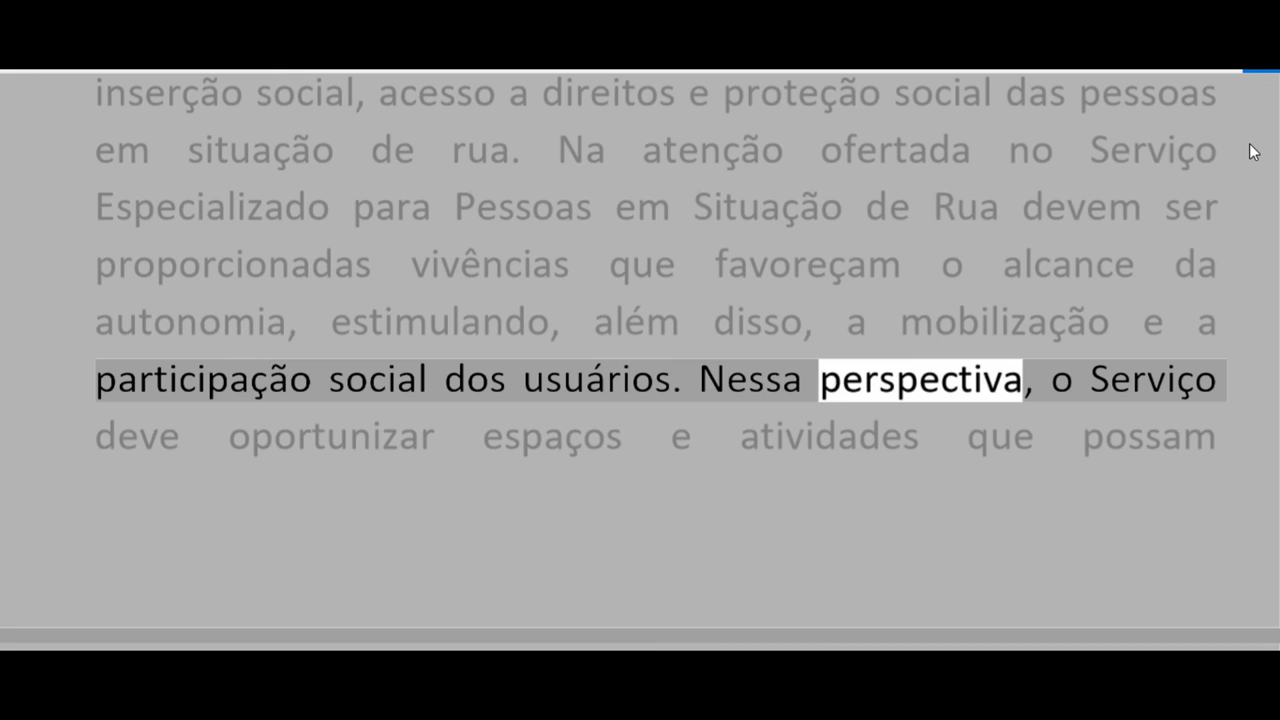 inserção social, acesso a direitos e proteção social das pessoas
em situação de rua. Na atenção ofertada no Serviço
Especializado para Pessoas em Situação de Rua devem ser
proporcionadas vivências que favoreçam o alcance da
autonomia, estimulando, além disso, a mobilização e a
participação social dos usuários. Nessa perspectiva, o Serviço
deve oportunizar espaços e atividades que possam